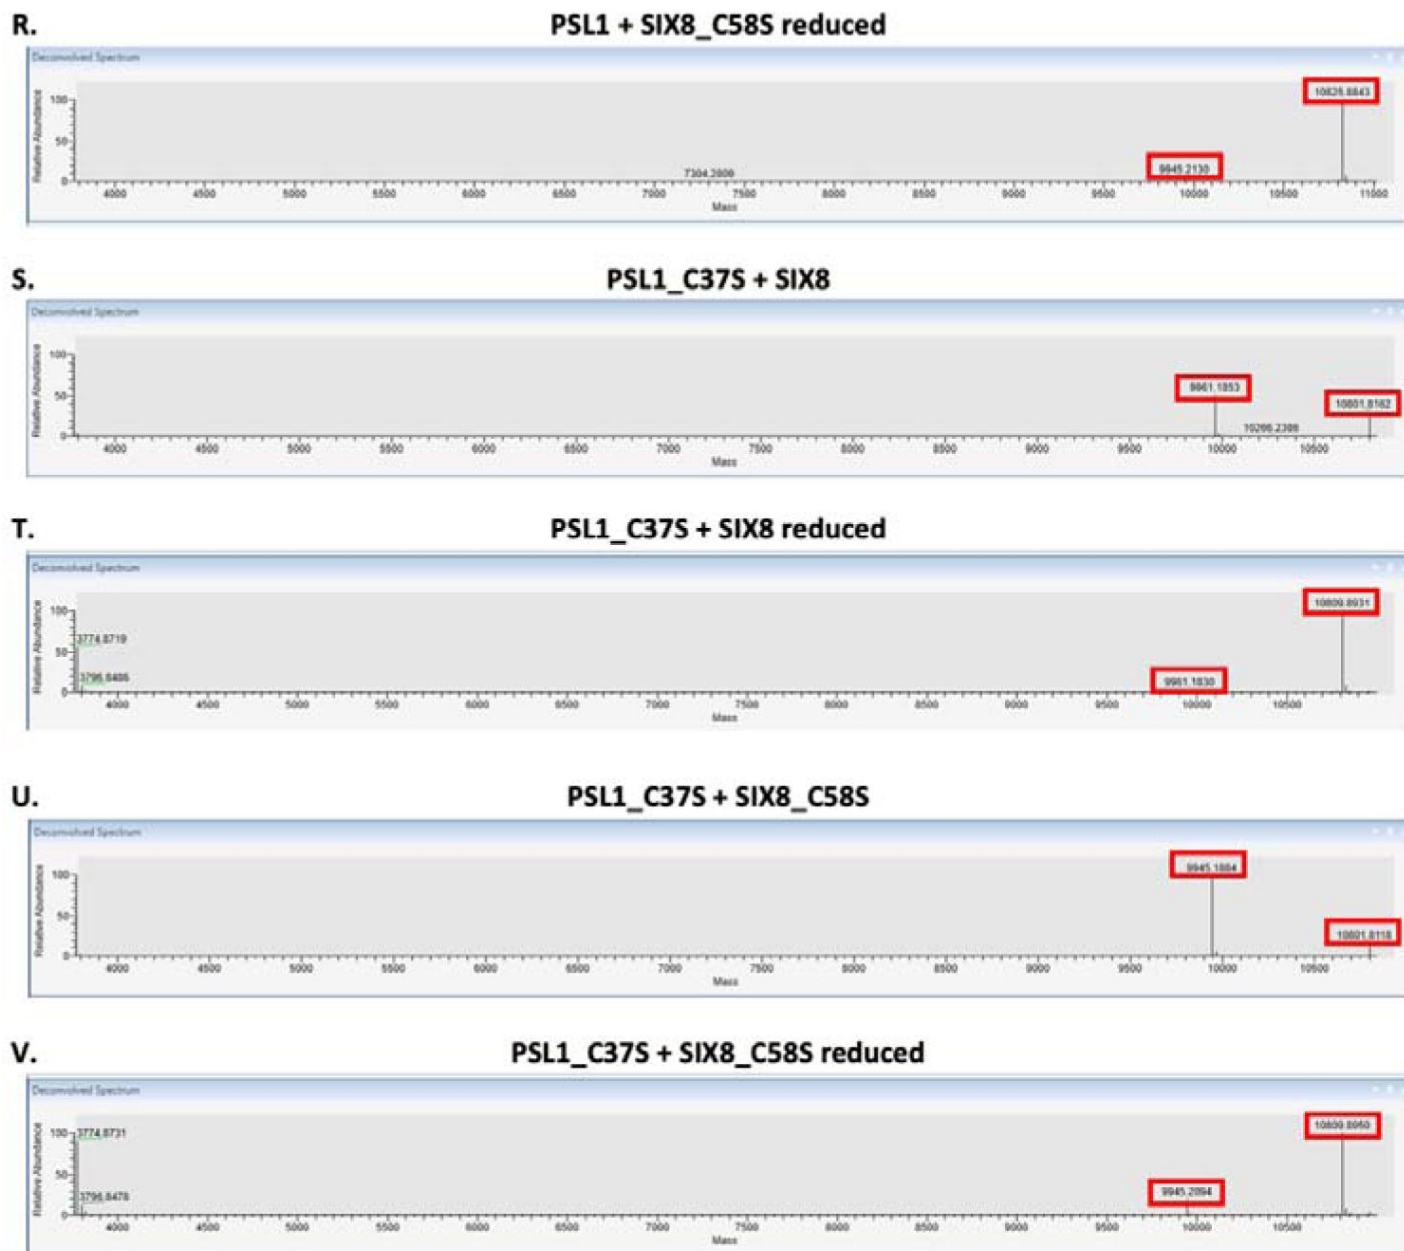 R.
PSL1 + SIX8_C58S reduced
Deconvolved Spectrum
Relative Abundance
100
50
0
10825.8843
9945.2130
7304.2800
4000 4500 5000 5500 6000 6500 7000 7500 8000 8500 9000 9500 10000 10500 11000
Mass
S.
PSL1_C37S + SIX8
Deconvolved Spectrum
Relative Abundance
100
50
0
9961.1853
10801.8162
10266.2308
4000 4500 5000 5500 6000 6500 7000 7500 8000 8500 9000 9500 10000 10500
Mass
T.
PSL1_C37S + SIX8 reduced
Deconvolved Spectrum
Relative Abundance
100
50
0
3774.8719
3796.8486
10809.8931
9961.1830
4000 4500 5000 5500 6000 6500 7000 7500 8000 8500 9000 9500 10000 10500
Mass
U.
PSL1_C37S + SIX8_C58S
Deconvolved Spectrum
Relative Abundance
100
50
0
9945.1884
10801.8118
4000 4500 5000 5500 6000 6500 7000 7500 8000 8500 9000 9500 10000 10500
Mass
V.
PSL1_C37S + SIX8_C58S reduced
Deconvolved Spectrum
Relative Abundance
100
50
0
3774.8731
3796.8478
10809.8950
9945.2094
4000 4500 5000 5500 6000 6500 7000 7500 8000 8500 9000 9500 10000 10500
Mass